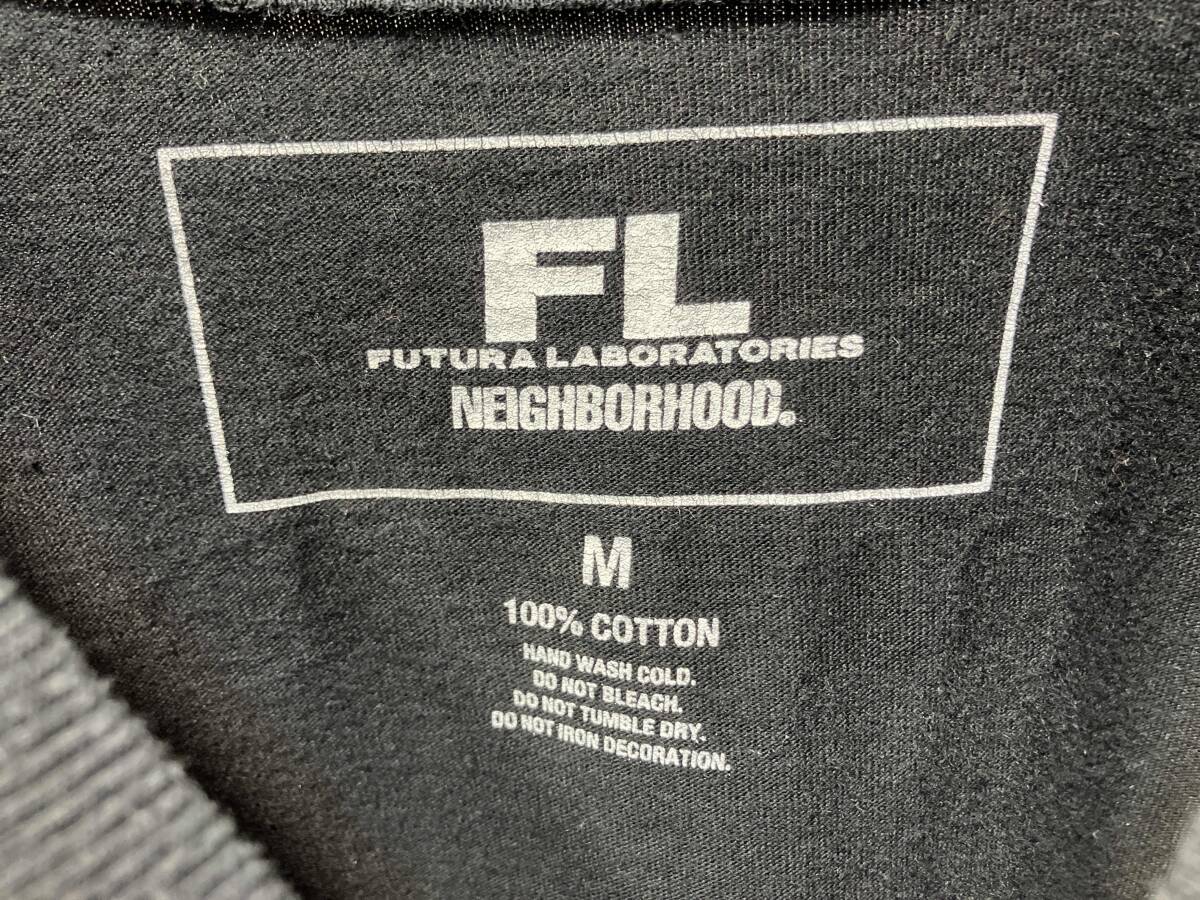 FL
FUTURA LABORATORIES
NEIGHBORHOOD.
M
100% COTTON
HAND WASH COLD.
DO NOT BLEACH.
DO NOT TUMBLE DRY.
DO NOT IRON DECORATION.